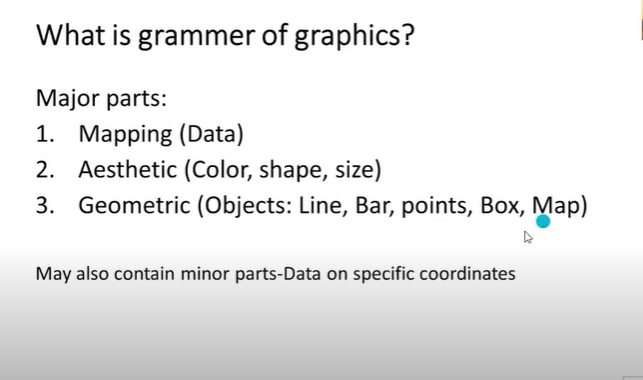 What is grammer of graphics?
Major parts:
1. Mapping (Data)
2. Aesthetic (Color, shape, size)
3. Geometric (Objects: Line, Bar, points, Box, Map)
May also contain minor parts-Data on specific coordinates